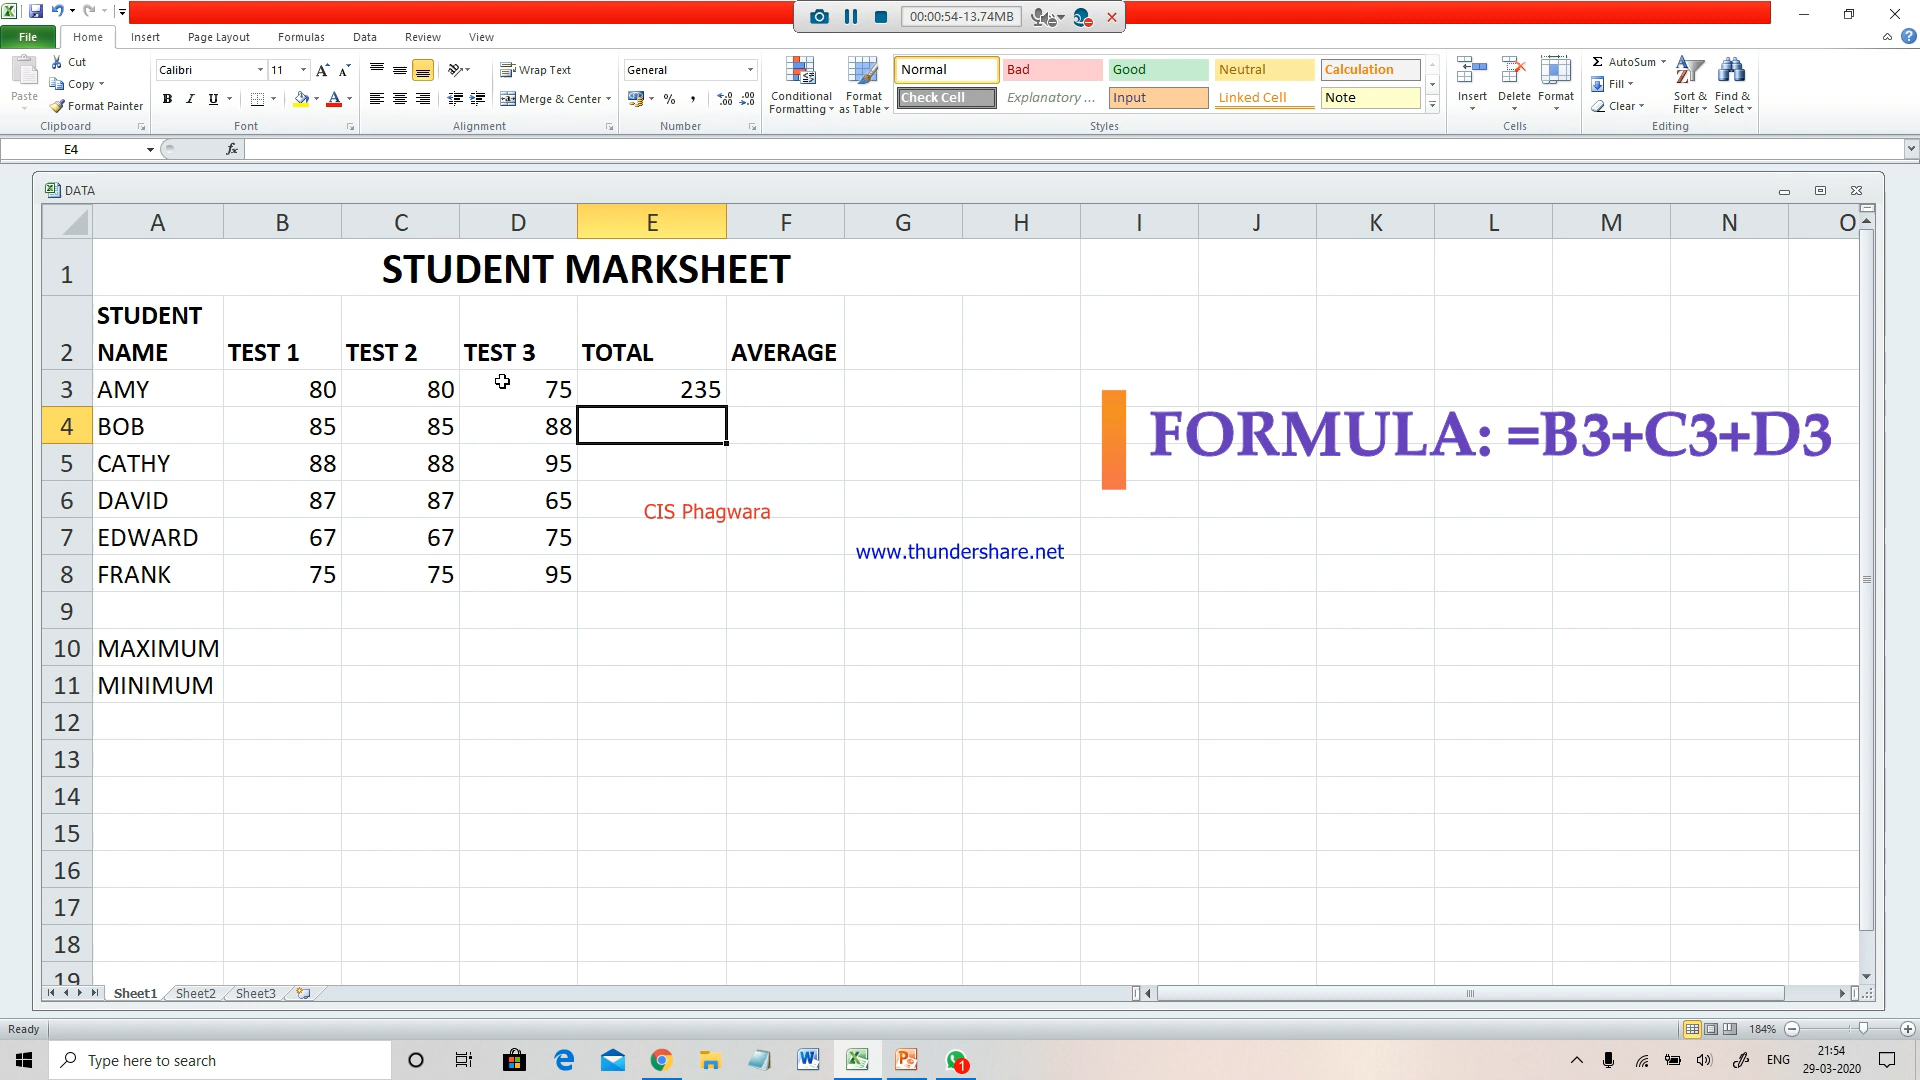 00:00:54-13.74MB
File Home Insert Page Layout Formulas Data Review View
Paste
Cut
Copy
Format Painter
Clipboard
Calibri 11
B I U A
Font
Wrap Text
Merge & Center
Alignment
General
% ,
Number
Conditional Formatting
Format as Table
Normal Bad Good Neutral Calculation
Check Cell Explanatory ... Input Linked Cell Note
Styles
Insert Delete Format
Cells
Σ AutoSum
Fill
Clear
Sort & Filter
Find & Select
Editing
E4 fx
DATA
A B C D E F G H I J K L M N O
1 STUDENT MARKSHEET
STUDENT
2 NAME TEST 1 TEST 2 TEST 3 TOTAL AVERAGE
3 AMY 80 80 75 235
4 BOB 85 85 88
FORMULA: =B3+C3+D3
5 CATHY 88 88 95
6 DAVID 87 87 65
CIS Phagwara
7 EDWARD 67 67 75
www.thundershare.net
8 FRANK 75 75 95
9
10 MAXIMUM
11 MINIMUM
12
13
14
15
16
17
18
19
Sheet1 Sheet2 Sheet3
Ready 184%
Type here to search
1
ENG
21:54
29-03-2020